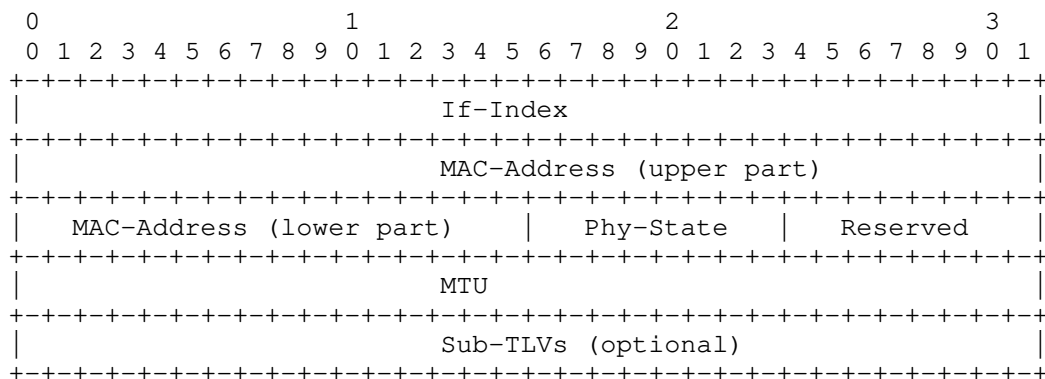 0                   1                   2                   3
 0 1 2 3 4 5 6 7 8 9 0 1 2 3 4 5 6 7 8 9 0 1 2 3 4 5 6 7 8 9 0 1
+-+-+-+-+-+-+-+-+-+-+-+-+-+-+-+-+-+-+-+-+-+-+-+-+-+-+-+-+-+-+-+-+
|                          If-Index                             |
+-+-+-+-+-+-+-+-+-+-+-+-+-+-+-+-+-+-+-+-+-+-+-+-+-+-+-+-+-+-+-+-+
|                          MAC-Address (upper part)             |
+-+-+-+-+-+-+-+-+-+-+-+-+-+-+-+-+-+-+-+-+-+-+-+-+-+-+-+-+-+-+-+-+
|   MAC-Address (lower part)    |   Phy-State   |   Reserved    |
+-+-+-+-+-+-+-+-+-+-+-+-+-+-+-+-+-+-+-+-+-+-+-+-+-+-+-+-+-+-+-+-+
|                          MTU                                  |
+-+-+-+-+-+-+-+-+-+-+-+-+-+-+-+-+-+-+-+-+-+-+-+-+-+-+-+-+-+-+-+-+
|                          Sub-TLVs (optional)                  |
+-+-+-+-+-+-+-+-+-+-+-+-+-+-+-+-+-+-+-+-+-+-+-+-+-+-+-+-+-+-+-+-+